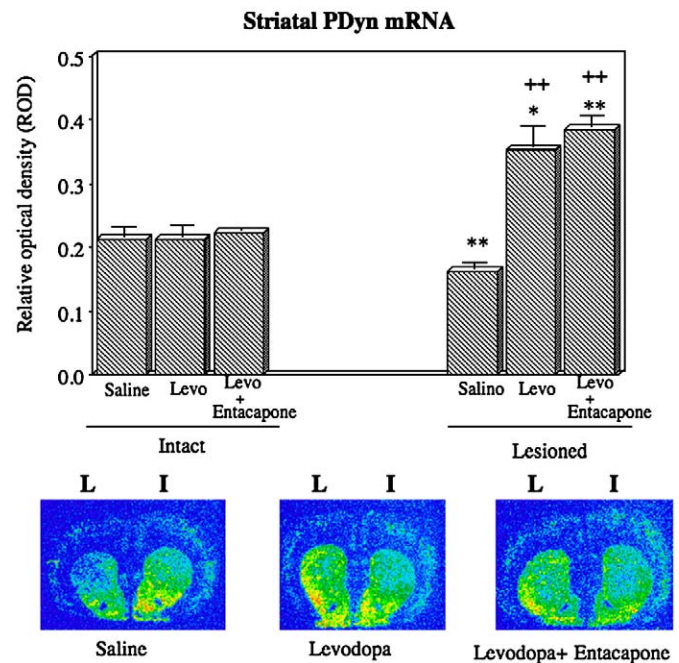 Striatal PDyn mRNA
Relative optical density (ROD)
0.5
0.4
0.3
0.2
0.1
0.0
++
*
++
**
**
Saline Levo Levo
+
Entacapone
Salino Levo Levo
+
Entacapone
Intact
Lesioned
L I
L I
L I
Saline
Levodopa
Levodopa+ Entacapone